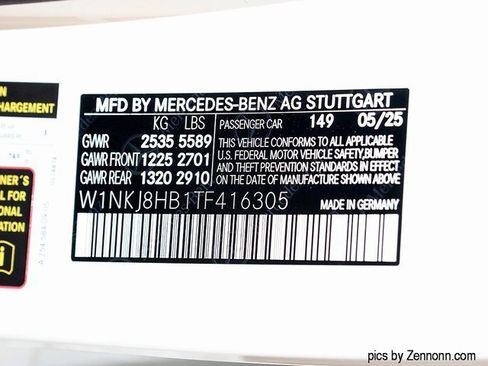 MFD BY MERCEDES-BENZ AG STUTTGART
KG LBS PASSENGER CAR 149 05/25
GVWR 2535 5589
GAWR FRONT 1225 2701
GAWR REAR 1320 2910
THIS VEHICLE CONFORMS TO ALL APPLICABLE
U.S. FEDERAL MOTOR VEHICLE SAFETY, BUMPER
AND THEFT PREVENTION STANDARDS IN EFFECT
ON THE DATE OF MANUFACTURE SHOWN ABOVE.
W1NKJ8HB1TF416305 MADE IN GERMANY
pics by Zennonn.com